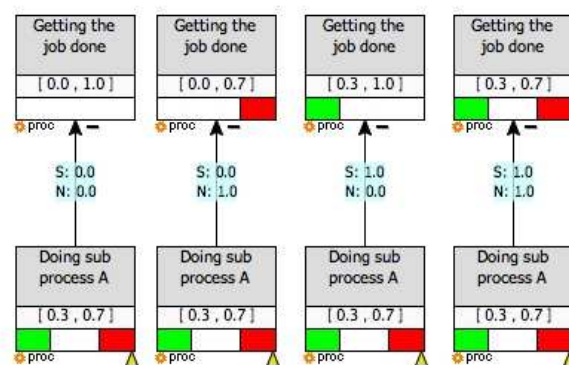 Getting the
job done
[ 0.0 , 1.0 ]
proc
S: 0.0
N: 0.0
Doing sub
process A
[ 0.3 , 0.7 ]
proc
Getting the
job done
[ 0.0 , 0.7 ]
proc
S: 0.0
N: 1.0
Doing sub
process A
[ 0.3 , 0.7 ]
proc
Getting the
job done
[ 0.3 , 1.0 ]
proc
S: 1.0
N: 0.0
Doing sub
process A
[ 0.3 , 0.7 ]
proc
Getting the
job done
[ 0.3 , 0.7 ]
proc
S: 1.0
N: 1.0
Doing sub
process A
[ 0.3 , 0.7 ]
proc